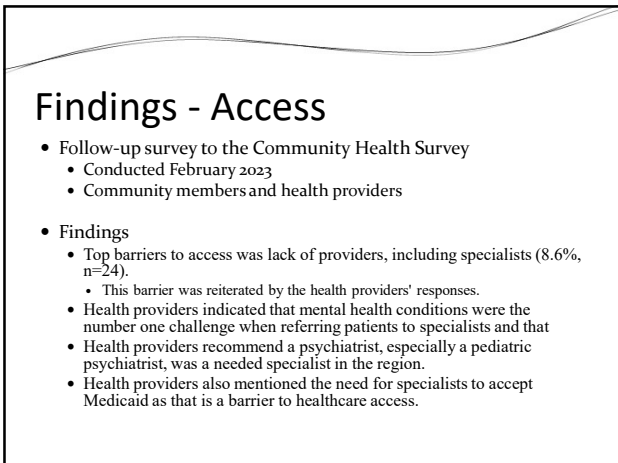 Findings - Access
• Follow-up survey to the Community Health Survey
• Conducted February 2023
• Community members and health providers
• Findings
• Top barriers to access was lack of providers, including specialists (8.6%,
n=24).
• This barrier was reiterated by the health providers' responses.
• Health providers indicated that mental health conditions were the
number one challenge when referring patients to specialists and that
• Health providers recommend a psychiatrist, especially a pediatric
psychiatrist, was a needed specialist in the region.
• Health providers also mentioned the need for specialists to accept
Medicaid as that is a barrier to healthcare access.